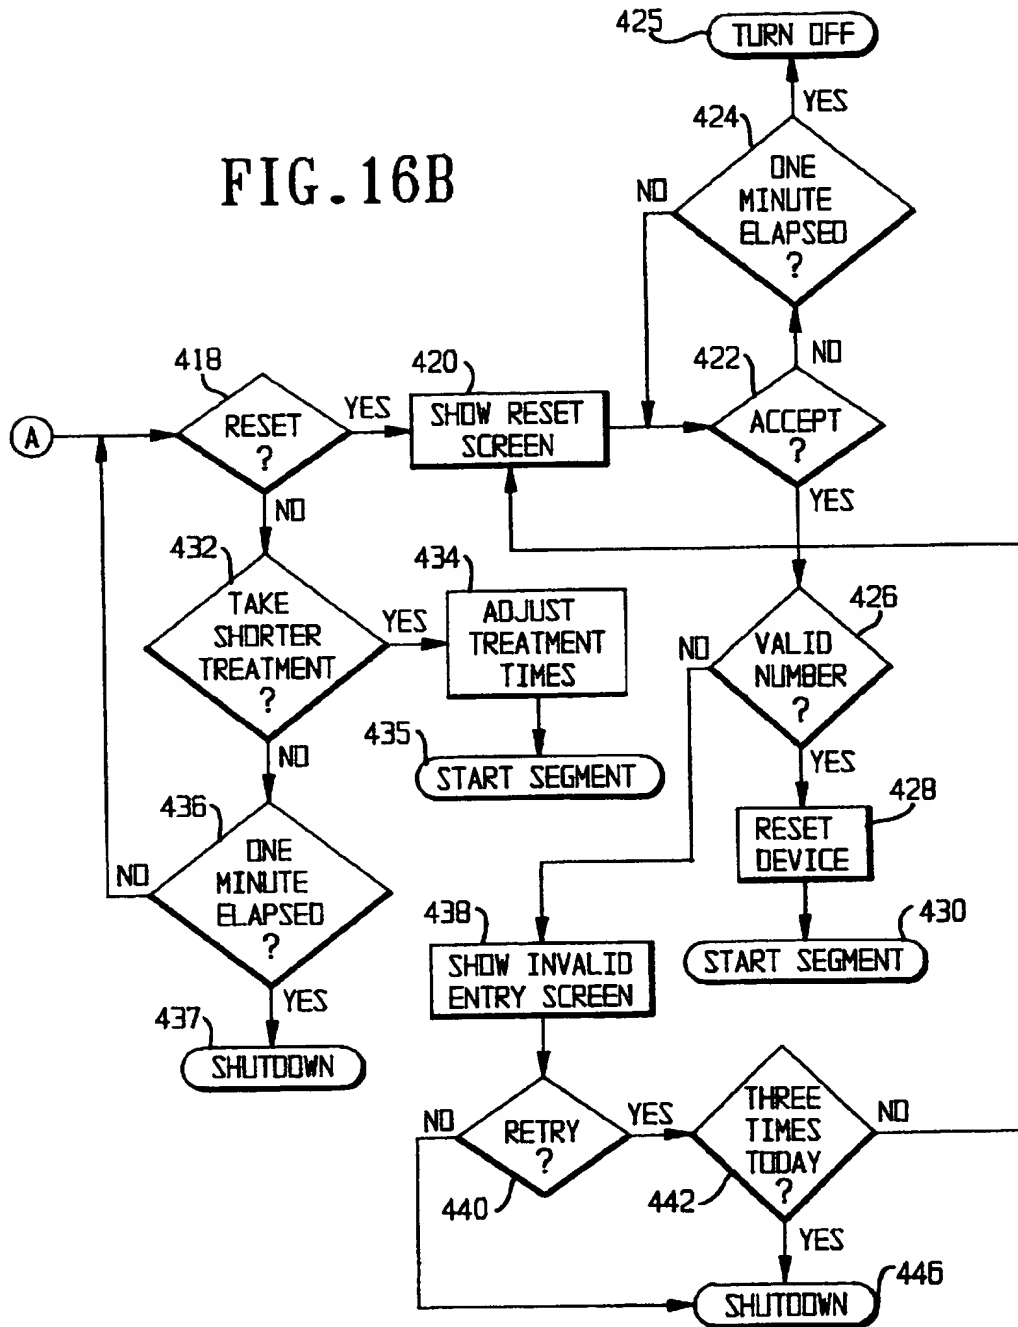 425
TURN OFF
YES
424
ONE
MINUTE
ELAPSED
?
NO
FIG.16B
NO
418
RESET
?
YES
420
SHOW RESET
SCREEN
422
ACCEPT
?
A
NO
YES
432
TAKE
SHORTER
TREATMENT
?
YES
434
ADJUST
TREATMENT
TIMES
426
VALID
NUMBER
?
NO
NO
435
START SEGMENT
YES
436
ONE
MINUTE
ELAPSED
?
NO
428
RESET
DEVICE
438
SHOW INVALID
ENTRY SCREEN
430
START SEGMENT
YES
437
SHUTDOWN
NO
RETRY
?
440
YES
THREE
TIMES
TODAY
?
442
NO
YES
446
SHUTDOWN